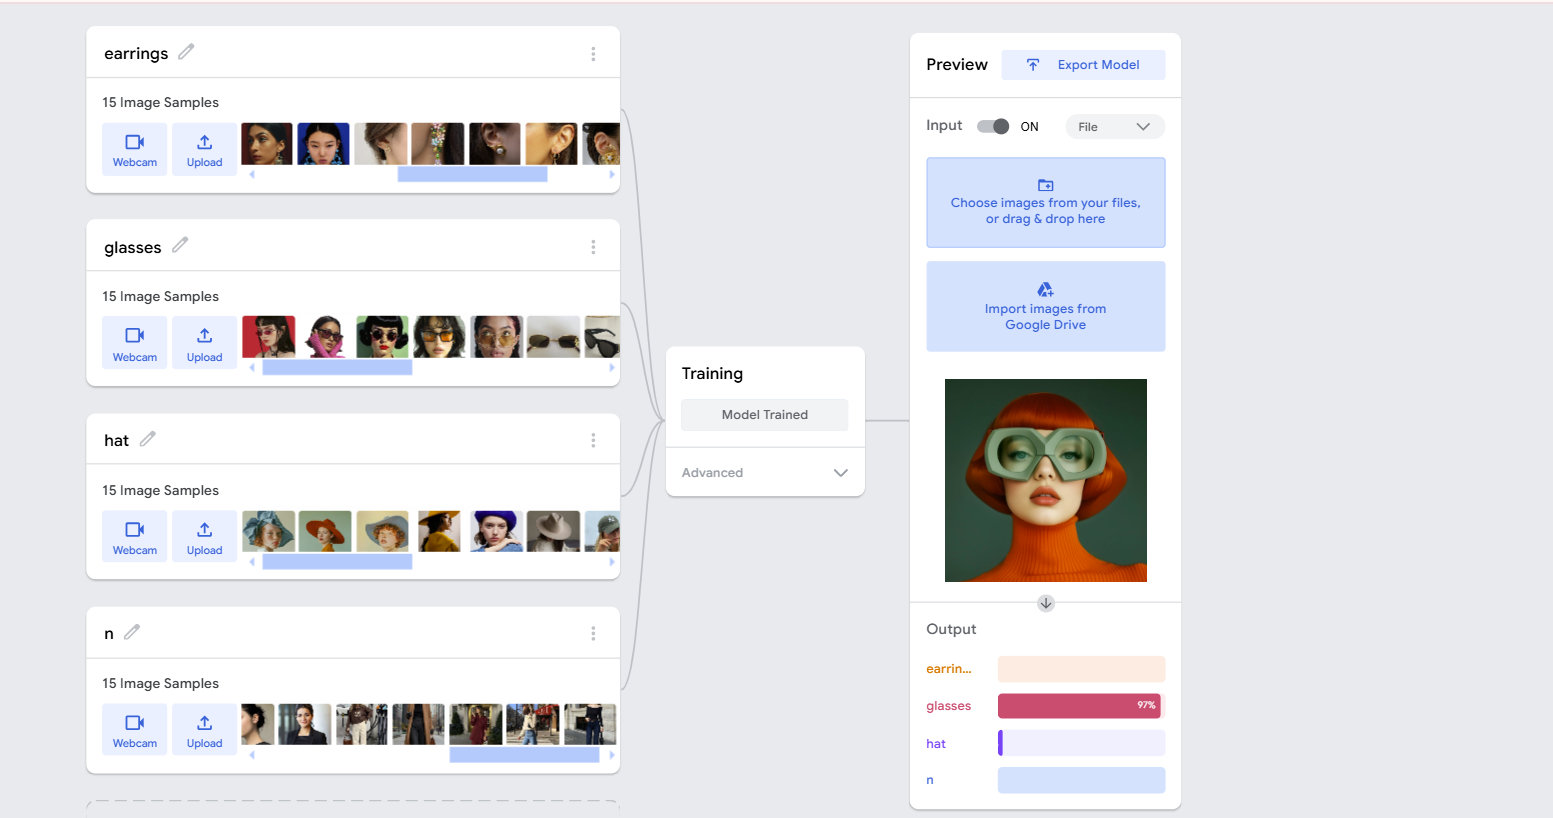 earrings
15 Image Samples
Webcam
Upload
glasses
15 Image Samples
Webcam
Upload
hat
15 Image Samples
Webcam
Upload
n
15 Image Samples
Webcam
Upload
Training
Model Trained
Advanced
Preview
Export Model
Input
ON
File
Choose images from your files,
or drag & drop here
Import images from
Google Drive
Output
earrin...
glasses
97%
hat
n